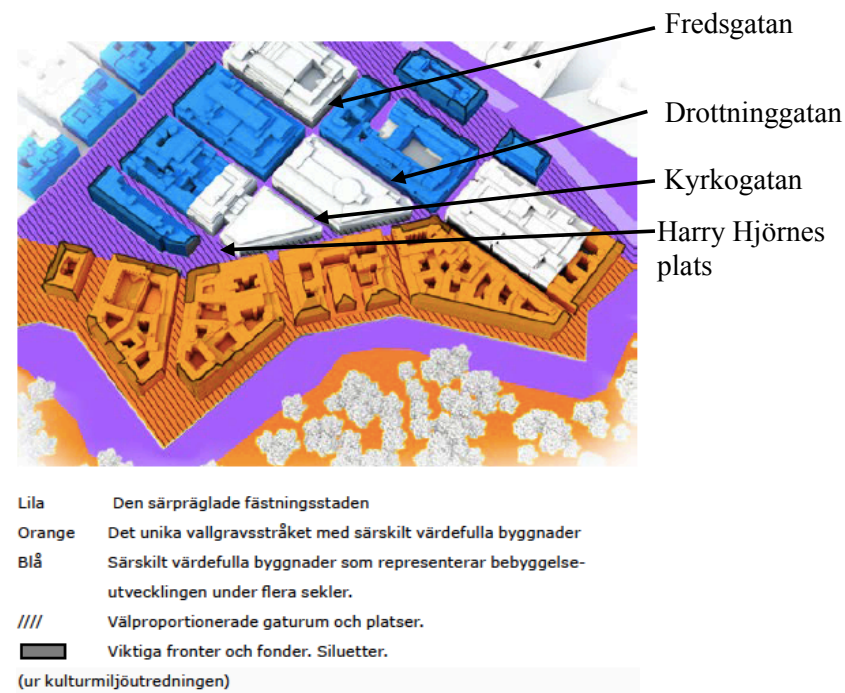 Fredsgatan
Drottninggatan
Kyrkogatan
Harry Hjörnes
plats
Lila Den särpräglade fästningsstaden
Orange Det unika vallgravsstråket med särskilt värdefulla byggnader
Blå Särskilt värdefulla byggnader som representerar bebyggelse-
utvecklingen under flera sekler.
//// Välproportionerade gaturum och platser.
Viktiga fronter och fonder. Siluetter.
(ur kulturmiljöutredningen)